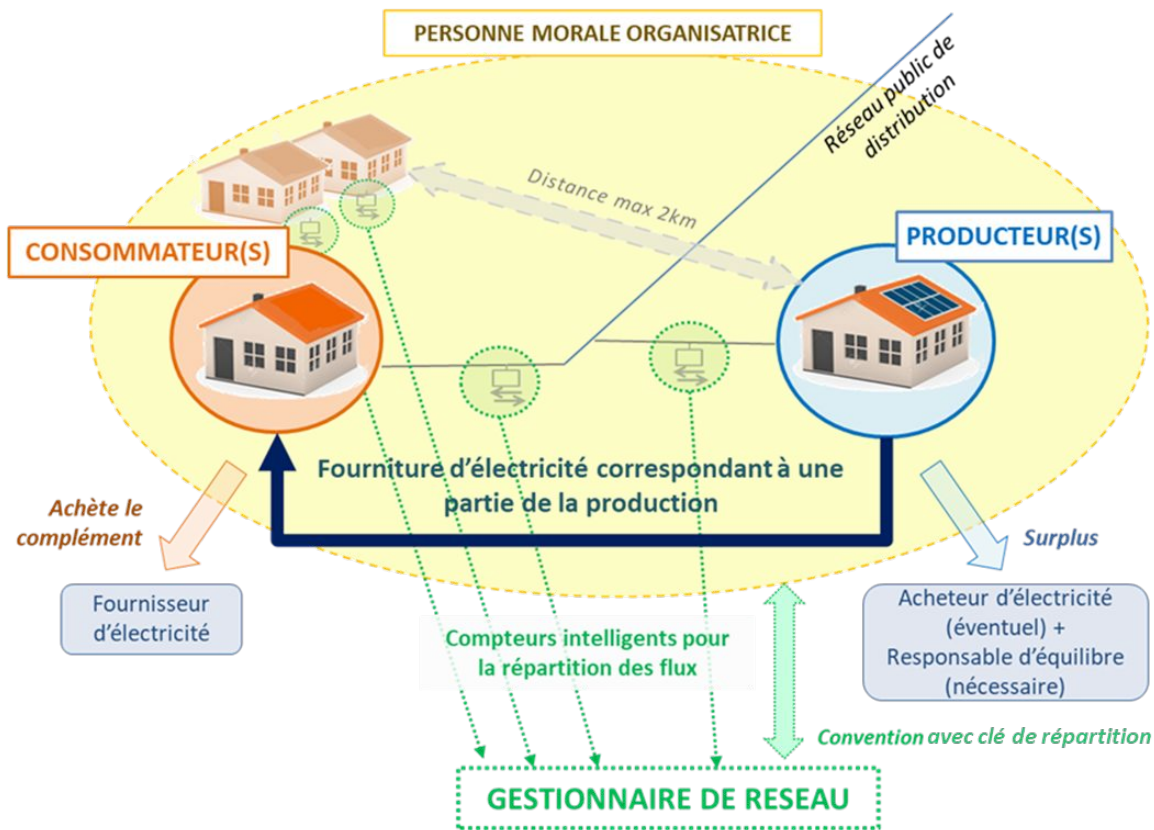 PERSONNE MORALE ORGANISATRICE
Réseau public de
distribution
Distance max 2km
CONSOMMATEUR(S)
PRODUCTEUR(S)
Fourniture d'électricité correspondant à une
partie de la production
Achète le
complément
Surplus
Fournisseur
d'électricité
Acheteur d'électricité
(éventuel) +
Responsable d'équilibre
(nécessaire)
Compteurs intelligents pour
la répartition des flux
Convention avec clé de répartition
GESTIONNAIRE DE RESEAU